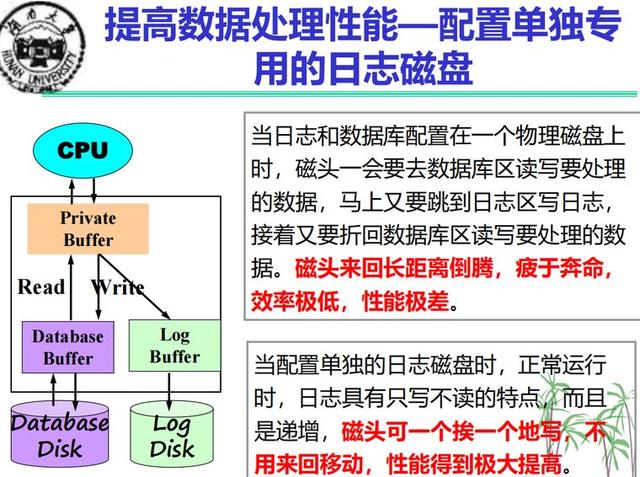 湖南大学
HUNAN UNIVERSITY
提高数据处理性能—配置单独专
用的日志磁盘
CPU
Private
Buffer
Read
Write
Database
Buffer
Log
Buffer
Database
Disk
Log
Disk
当日志和数据库配置在一个物理磁盘上
时，磁头一会要去数据库区读写要处理
的数据，马上又要跳到日志区写日志，
接着又要折回数据库区读写要处理的数
据。磁头来回长距离倒腾，疲于奔命，
效率极低，性能极差。
当配置单独的日志磁盘时，正常运行
时，日志具有只写不读的特点，而且
是递增，磁头可一个挨一个地写，不
用来回移动，性能得到极大提高。